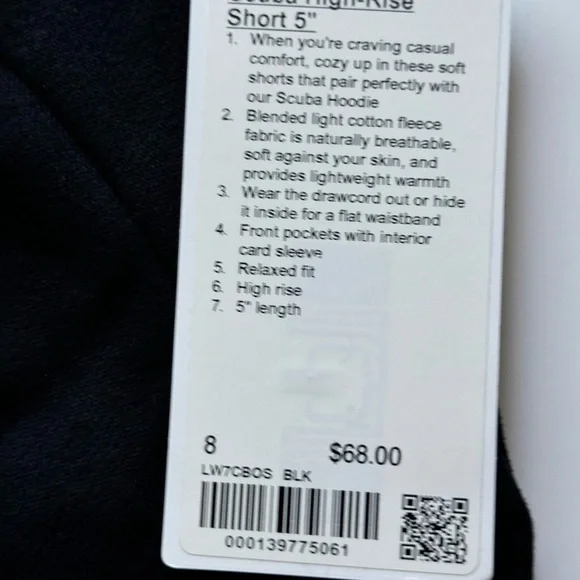 Scuba High-Rise
Short 5"
1. When you're craving casual
comfort, cozy up in these soft
shorts that pair perfectly with
our Scuba Hoodie
2. Blended light cotton fleece
fabric is naturally breathable,
soft against your skin, and
provides lightweight warmth
3. Wear the drawcord out or hide
it inside for a flat waistband
4. Front pockets with interior
card sleeve
5. Relaxed fit
6. High rise
7. 5" length
8 $68.00
LW7CBOS BLK
000139775061